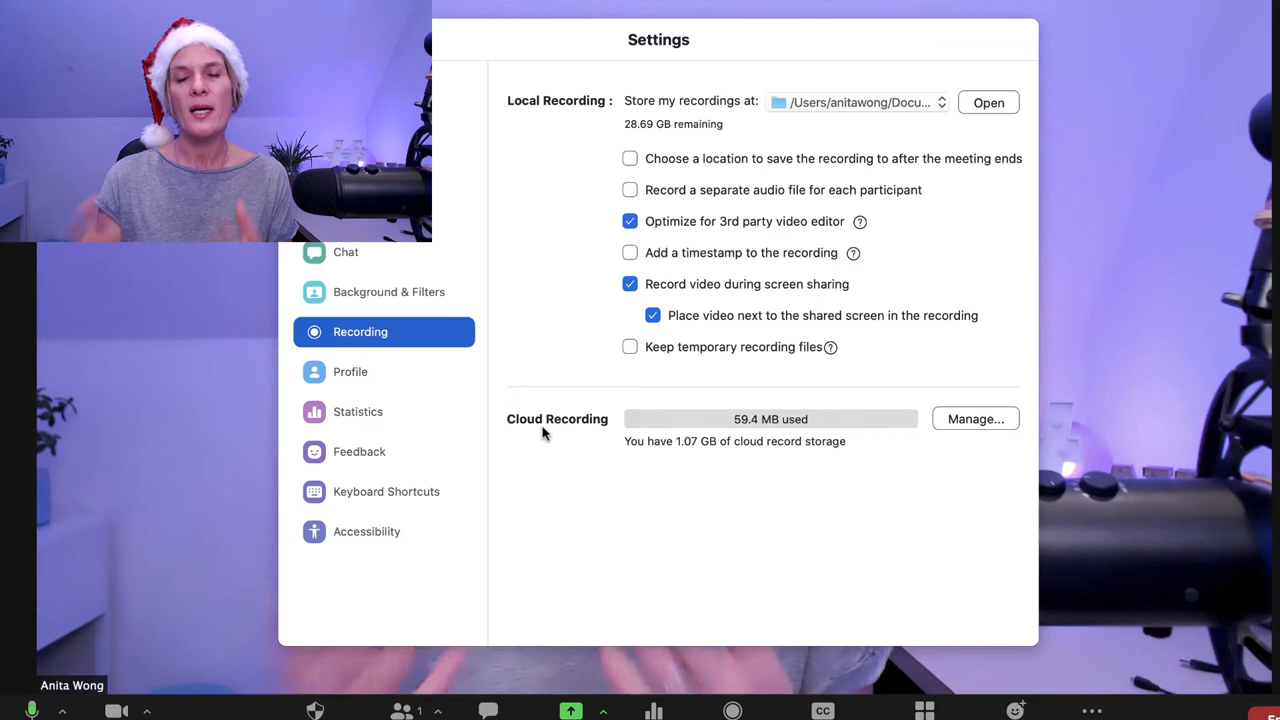 Settings
Local Recording :
Store my recordings at:
/Users/anitawong/Docu...
Open
28.69 GB remaining
Choose a location to save the recording to after the meeting ends
Record a separate audio file for each participant
Optimize for 3rd party video editor ?
Add a timestamp to the recording ?
Record video during screen sharing
Place video next to the shared screen in the recording
Keep temporary recording files ?
Chat
Background & Filters
Recording
Profile
Statistics
Feedback
Keyboard Shortcuts
Accessibility
Cloud Recording
59.4 MB used
Manage...
You have 1.07 GB of cloud record storage
Anita Wong
1
CC